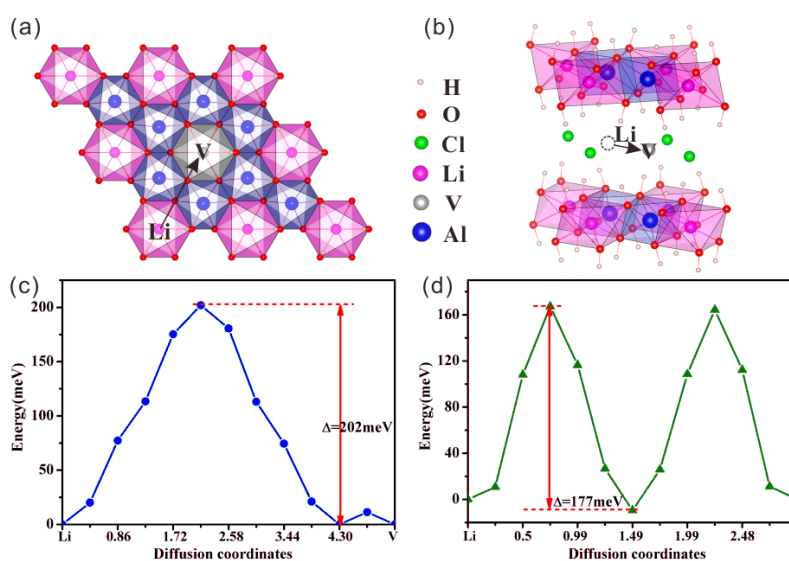 (a)
V
Li
H
O
Cl
Li
V
Al
(b)
Li
V
(c)
Energy(meV)
200
150
100
50
0
Δ=202meV
Li 0.86 1.72 2.58 3.44 4.30 V
Diffusion coordinates
(d)
Energy(meV)
160
120
80
40
0
Δ=177meV
Li 0.5 0.99 1.49 1.99 2.48
Diffusion coordinates